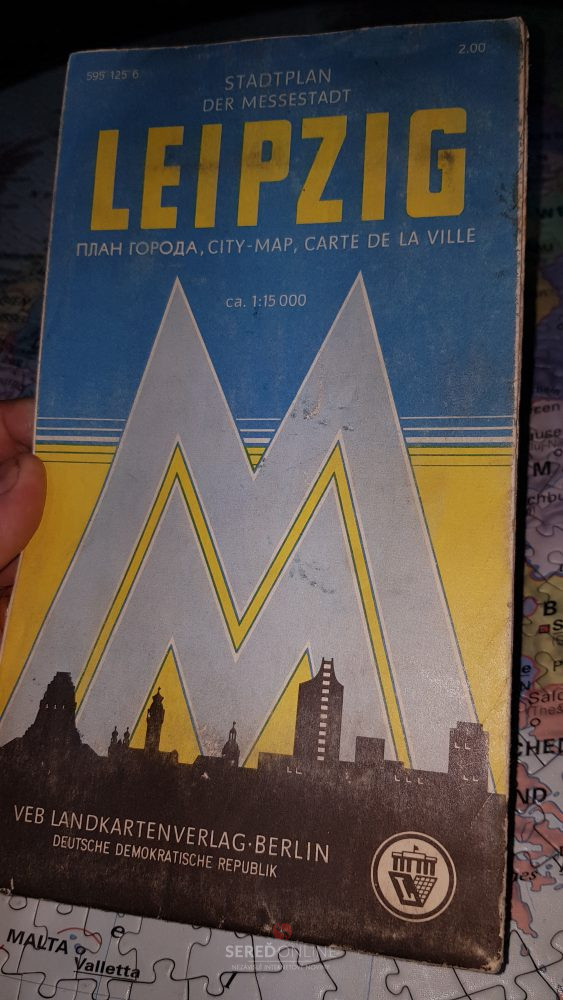 595 125 6
2.00
STADTPLAN
DER MESSESTADT
LEIPZIG
ПЛАН ГОРОДА, CITY-MAP, CARTE DE LA VILLE
ca. 1:15 000
VEB LANDKARTENVERLAG·BERLIN
DEUTSCHE DEMOKRATISCHE REPUBLIK
MALTA
Valletta
SEREĎONLINE